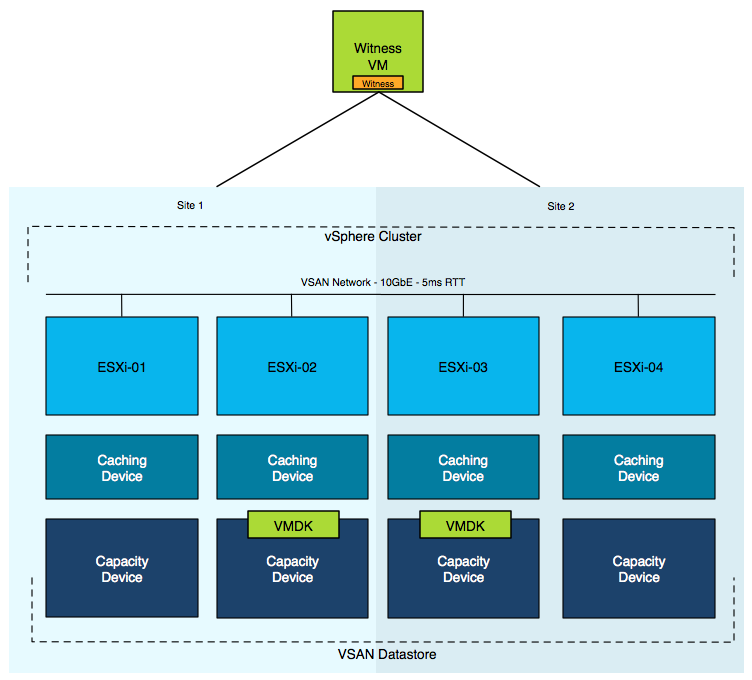 Witness
VM
Witness
Site 1
Site 2
vSphere Cluster
VSAN Network - 10GbE - 5ms RTT
ESXi-01
ESXi-02
ESXi-03
ESXi-04
Caching
Device
Caching
Device
Caching
Device
Caching
Device
VMDK
VMDK
Capacity
Device
Capacity
Device
Capacity
Device
Capacity
Device
VSAN Datastore